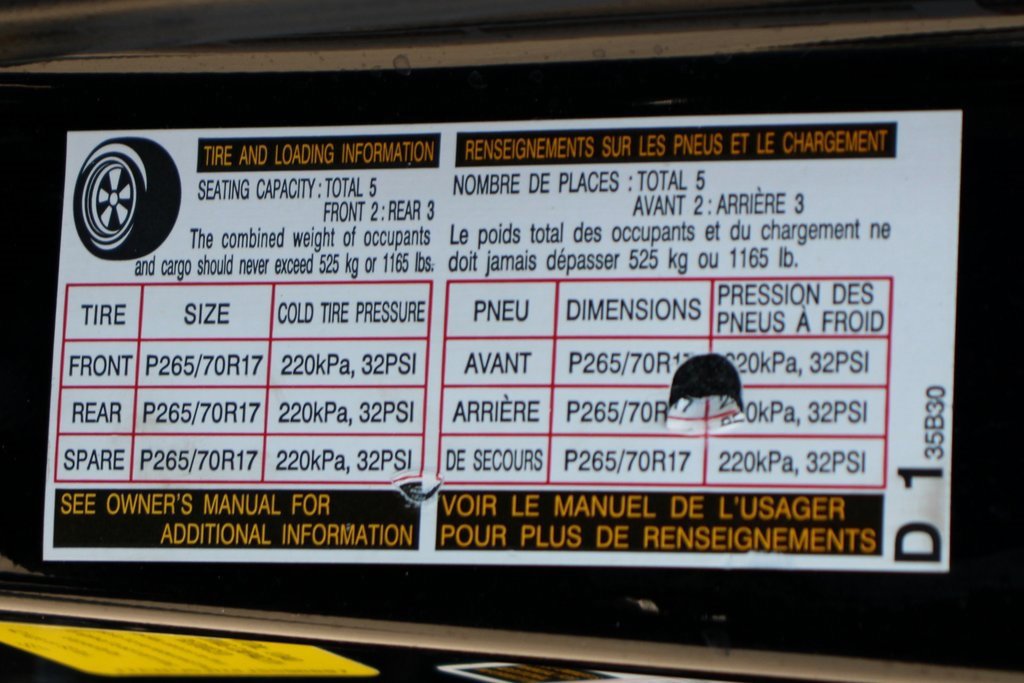 TIRE AND LOADING INFORMATION
SEATING CAPACITY : TOTAL 5
FRONT 2 : REAR 3
The combined weight of occupants
and cargo should never exceed 525 kg or 1165 lbs.
TIRE SIZE COLD TIRE PRESSURE
FRONT P265/70R17 220kPa, 32PSI
REAR P265/70R17 220kPa, 32PSI
SPARE P265/70R17 220kPa, 32PSI
SEE OWNER'S MANUAL FOR
ADDITIONAL INFORMATION
RENSEIGNEMENTS SUR LES PNEUS ET LE CHARGEMENT
NOMBRE DE PLACES : TOTAL 5
AVANT 2 : ARRIÈRE 3
Le poids total des occupants et du chargement ne
doit jamais dépasser 525 kg ou 1165 lb.
PNEU DIMENSIONS PRESSION DES
PNEUS À FROID
AVANT 32PSI
ARRIÈRE 32PSI
DE SECOURS P265/70R17 220kPa, 32PSI
VOIR LE MANUEL DE L'USAGER
POUR PLUS DE RENSEIGNEMENTS
D 1 35B30